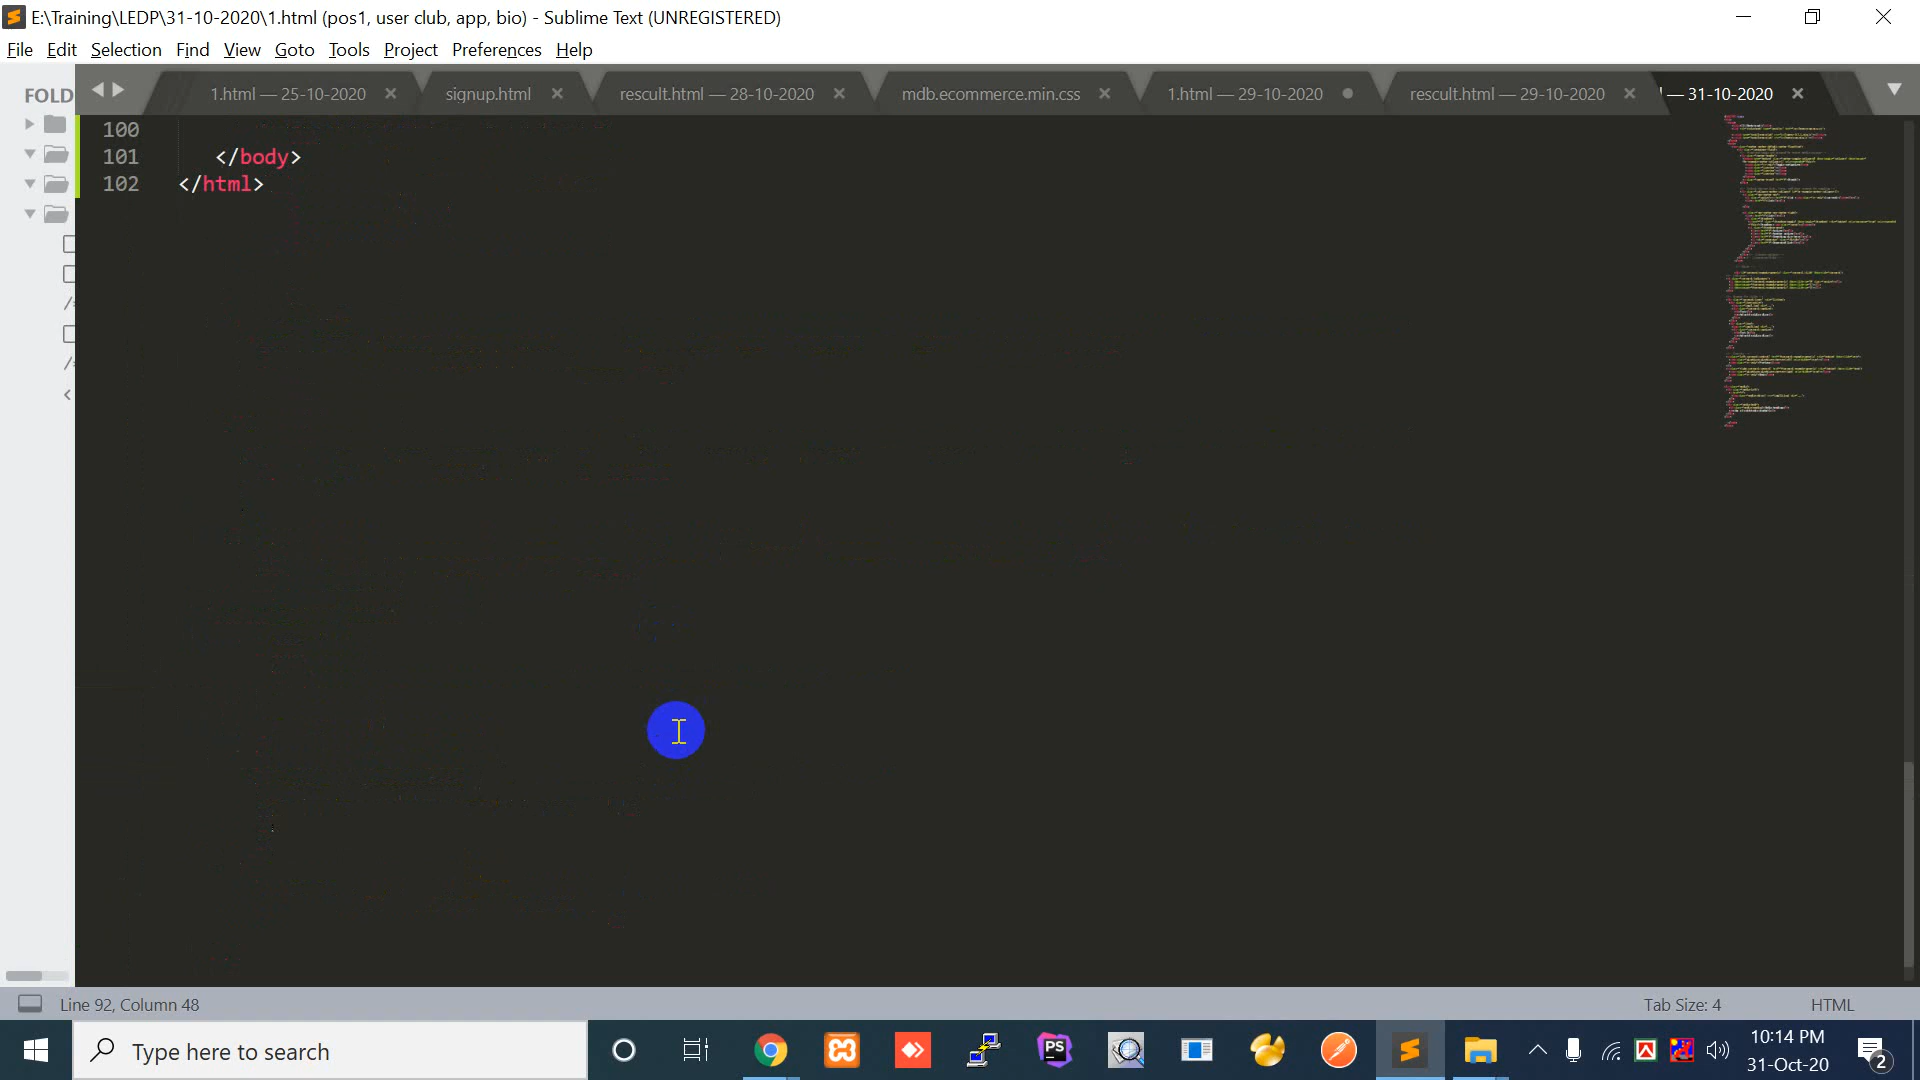 E:\Training\LEDP\31-10-2020\1.html (pos1, user club, app, bio) - Sublime Text (UNREGISTERED)
File Edit Selection Find View Goto Tools Project Preferences Help
FOLD
1.html — 25-10-2020
signup.html
rescult.html — 28-10-2020
mdb.ecommerce.min.css
1.html — 29-10-2020
rescult.html — 29-10-2020
— 31-10-2020
100
101 </body>
102 </html>
Line 92, Column 48
Tab Size: 4
HTML
Type here to search
PS
10:14 PM
31-Oct-20
2